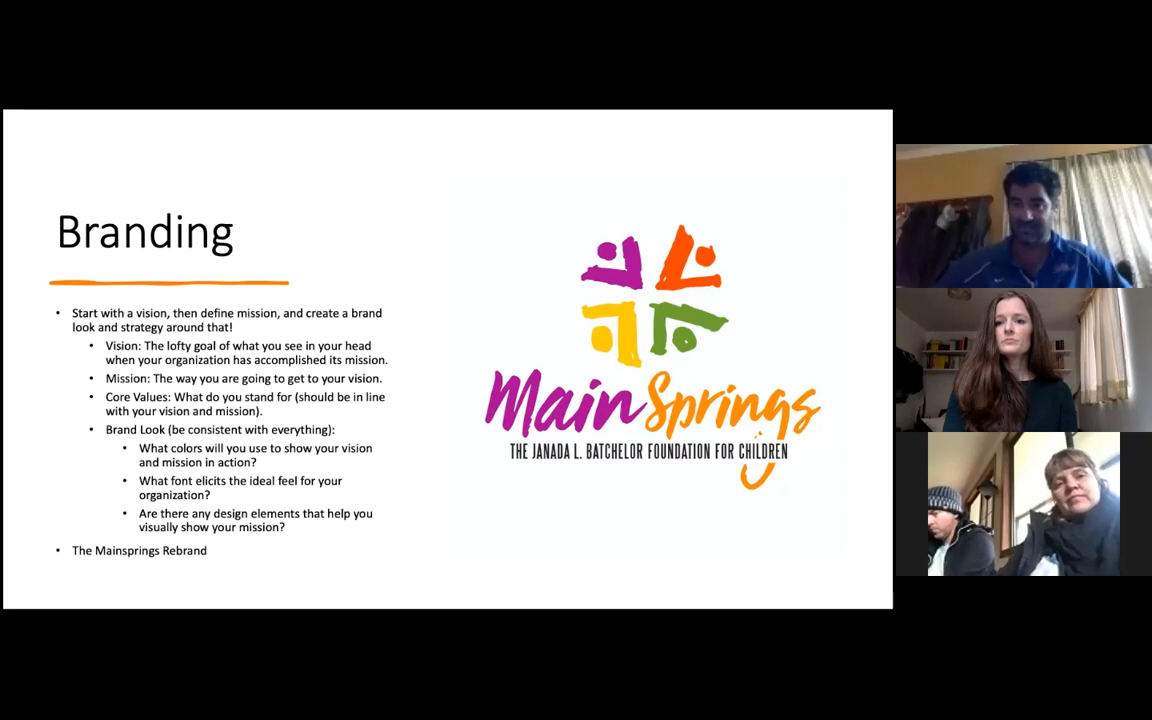 Branding
• Start with a vision, then define mission, and create a brand
look and strategy around that!
• Vision: The lofty goal of what you see in your head
when your organization has accomplished its mission.
• Mission: The way you are going to get to your vision.
• Core Values: What do you stand for (should be in line
with your vision and mission).
• Brand Look (be consistent with everything):
• What colors will you use to show your vision
and mission in action?
• What font elicits the ideal feel for your
organization?
• Are there any design elements that help you
visually show your mission?
• The Mainsprings Rebrand
MainSprings
THE JANADA L. BATCHELOR FOUNDATION FOR CHILDREN